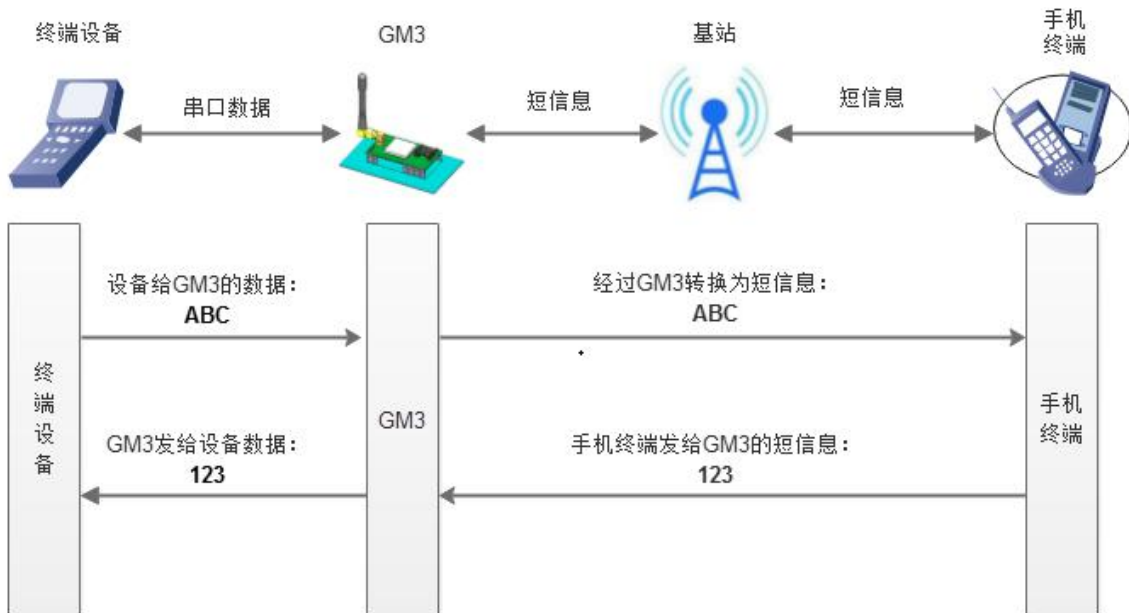 终端设备
GM3
基站
手机
终端
串口数据
短信息
短信息
设备给GM3的数据:
ABC
经过GM3转换为短信息:
ABC
终
端
设
备
GM3
手机
终端
GM3发给设备数据:
123
手机终端发给GM3的短信息:
123